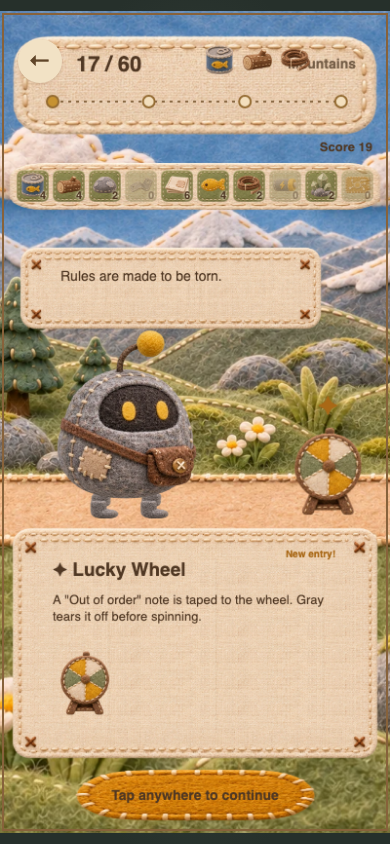 17 / 60
Score 19
4 4 2 0 6 4 2 0 2 0
Rules are made to be torn.
New entry!
✦ Lucky Wheel
A "Out of order" note is taped to the wheel. Gray
tears it off before spinning.
Tap anywhere to continue